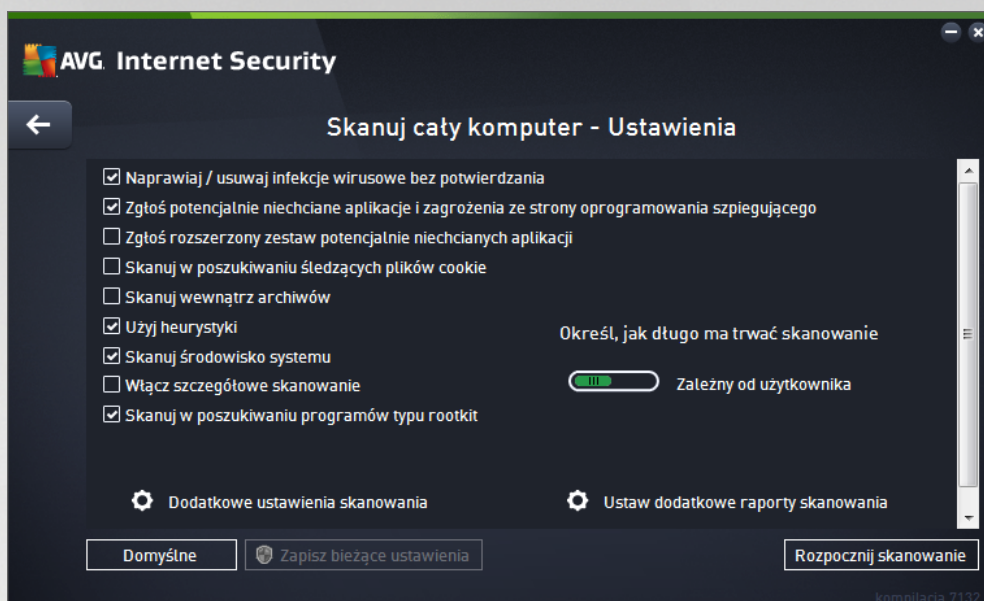 AVG. Internet Security
Skanuj cały komputer - Ustawienia
Naprawiaj / usuwaj infekcje wirusowe bez potwierdzania
Zgłoś potencjalnie niechciane aplikacje i zagrożenia ze strony oprogramowania szpiegującego
Zgłoś rozszerzony zestaw potencjalnie niechcianych aplikacji
Skanuj w poszukiwaniu śledzących plików cookie
Skanuj wewnątrz archiwów
Użyj heurystyki
Określ, jak długo ma trwać skanowanie
Skanuj środowisko systemu
Włącz szczegółowe skanowanie
Zależny od użytkownika
Skanuj w poszukiwaniu programów typu rootkit
Dodatkowe ustawienia skanowania
Ustaw dodatkowe raporty skanowania
Domyślne
Zapisz bieżące ustawienia
Rozpocznij skanowanie
kompilacja 7132